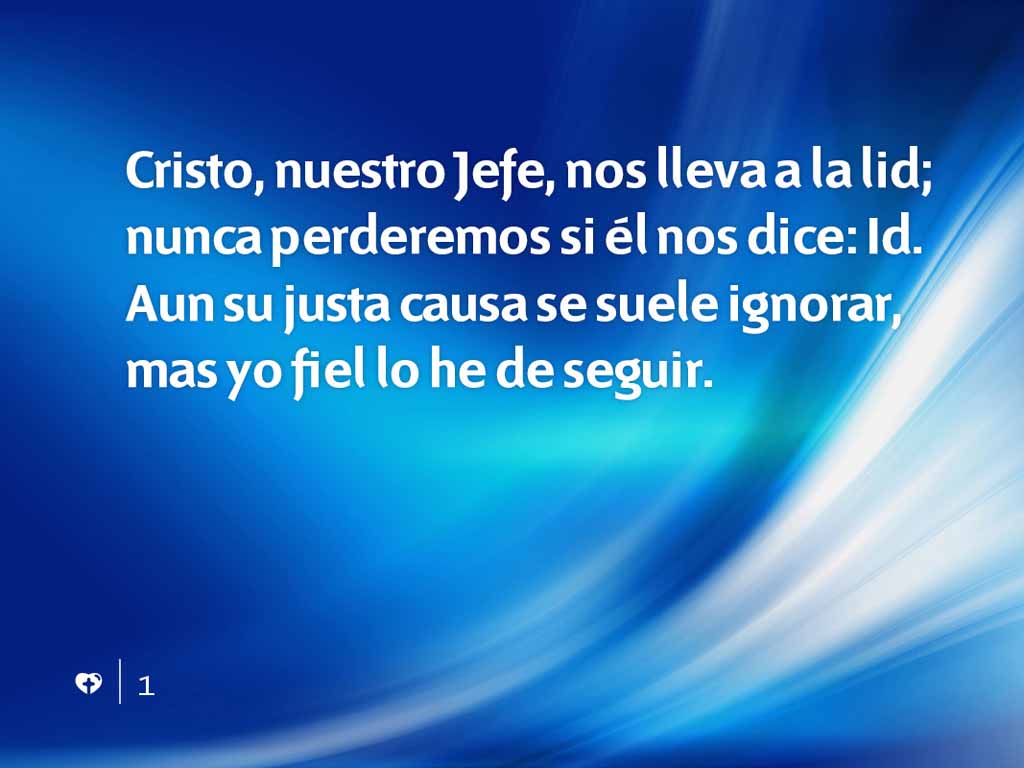 Cristo, nuestro Jefe, nos lleva a la lid;
nunca perderemos si él nos dice: Id.
Aun su justa causa se suele ignorar,
mas yo fiel lo he de seguir.
1